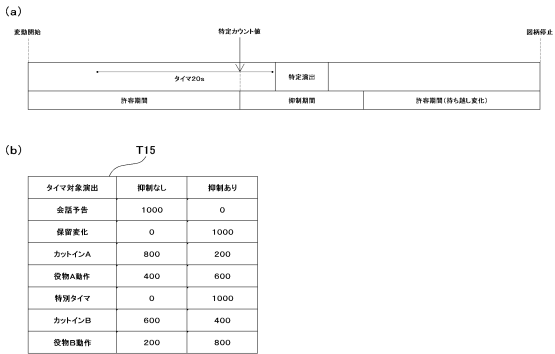 (a)
変動開始 特定カウント値 図柄停止
タイマ20s 特定演出
許容期間 抑制期間 許容期間(持ち越し変化)
(b)
T15
タイマ対象演出 抑制なし 抑制あり
会話予告 1000 0
保留変化 0 1000
カットインA 800 200
役物A動作 400 600
特別タイマ 0 1000
カットインB 600 400
役物B動作 200 800